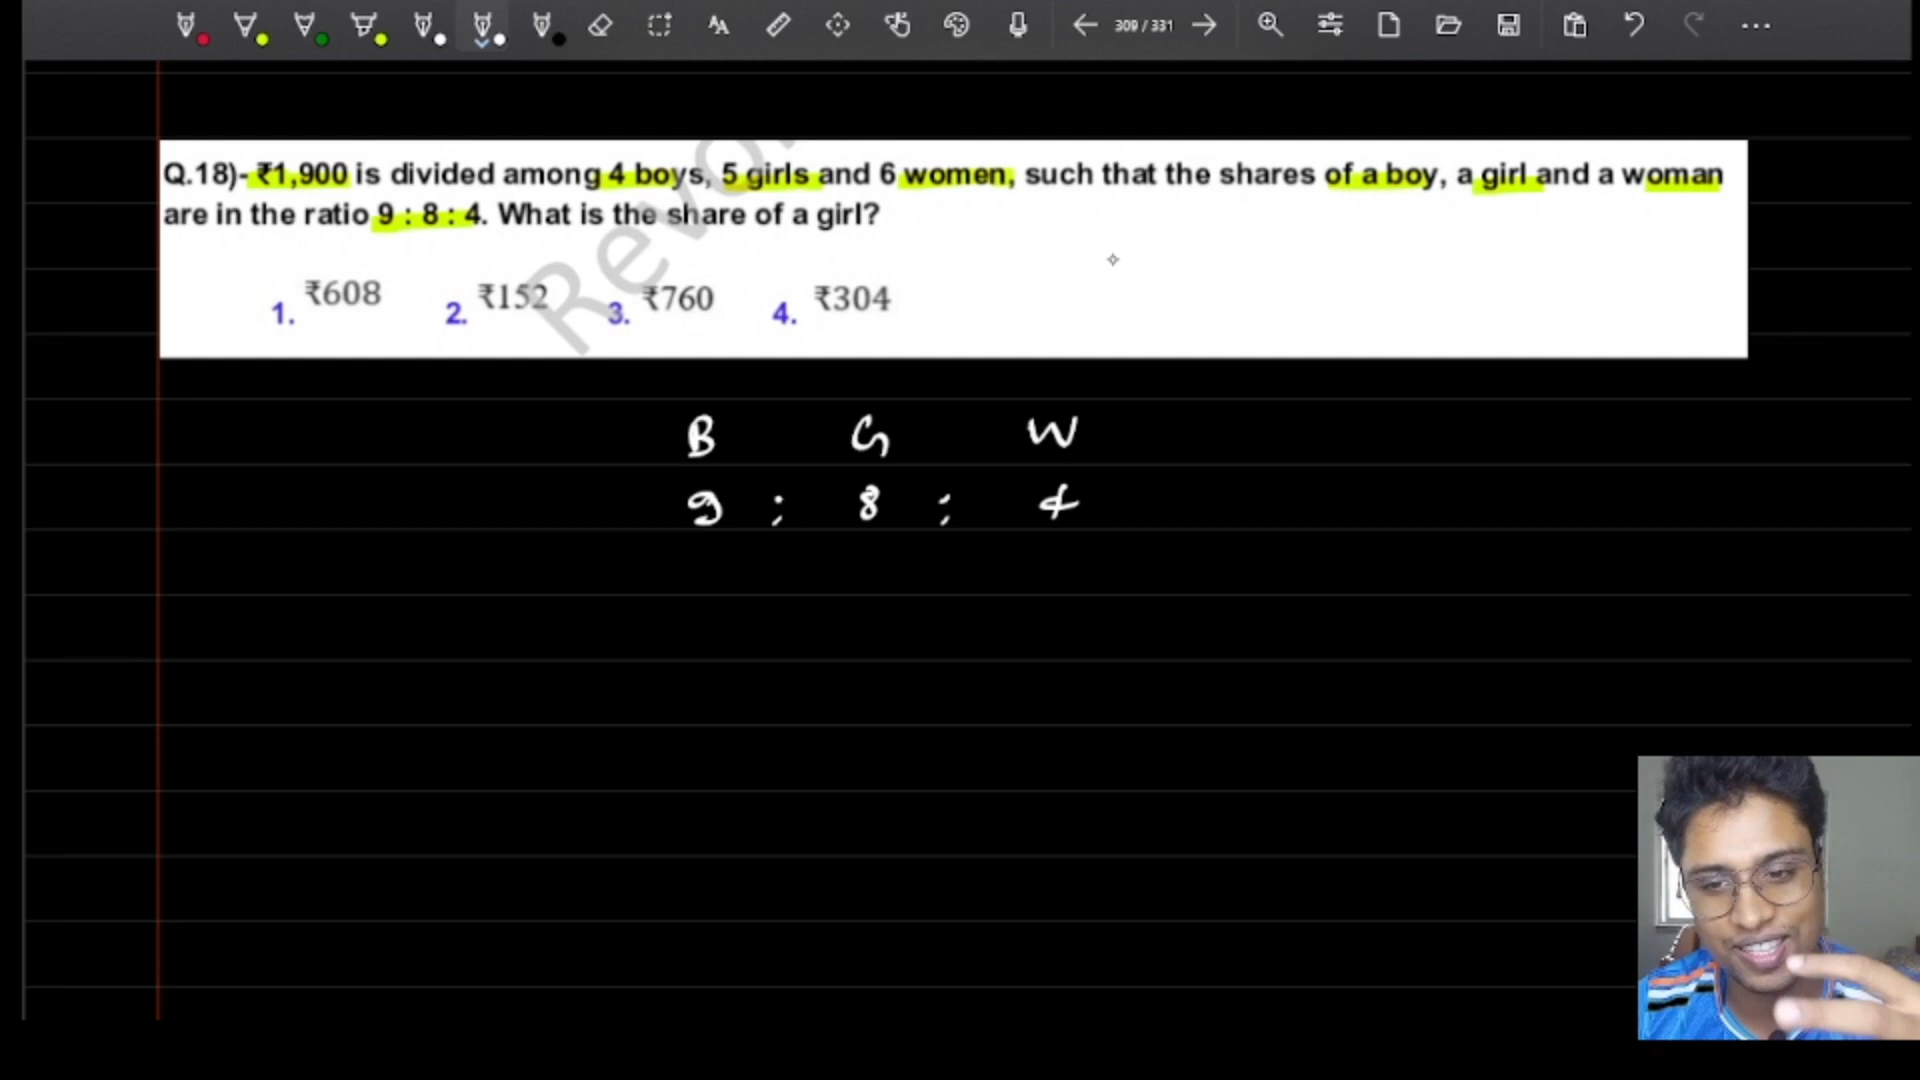 309 / 331
Q.18)- ₹1,900 is divided among 4 boys, 5 girls and 6 women, such that the shares of a boy, a girl and a woman
are in the ratio 9 : 8 : 4. What is the share of a girl?
1. ₹608 2. ₹152 3. ₹760 4. ₹304
Revo
B G W
9 : 8 : 4